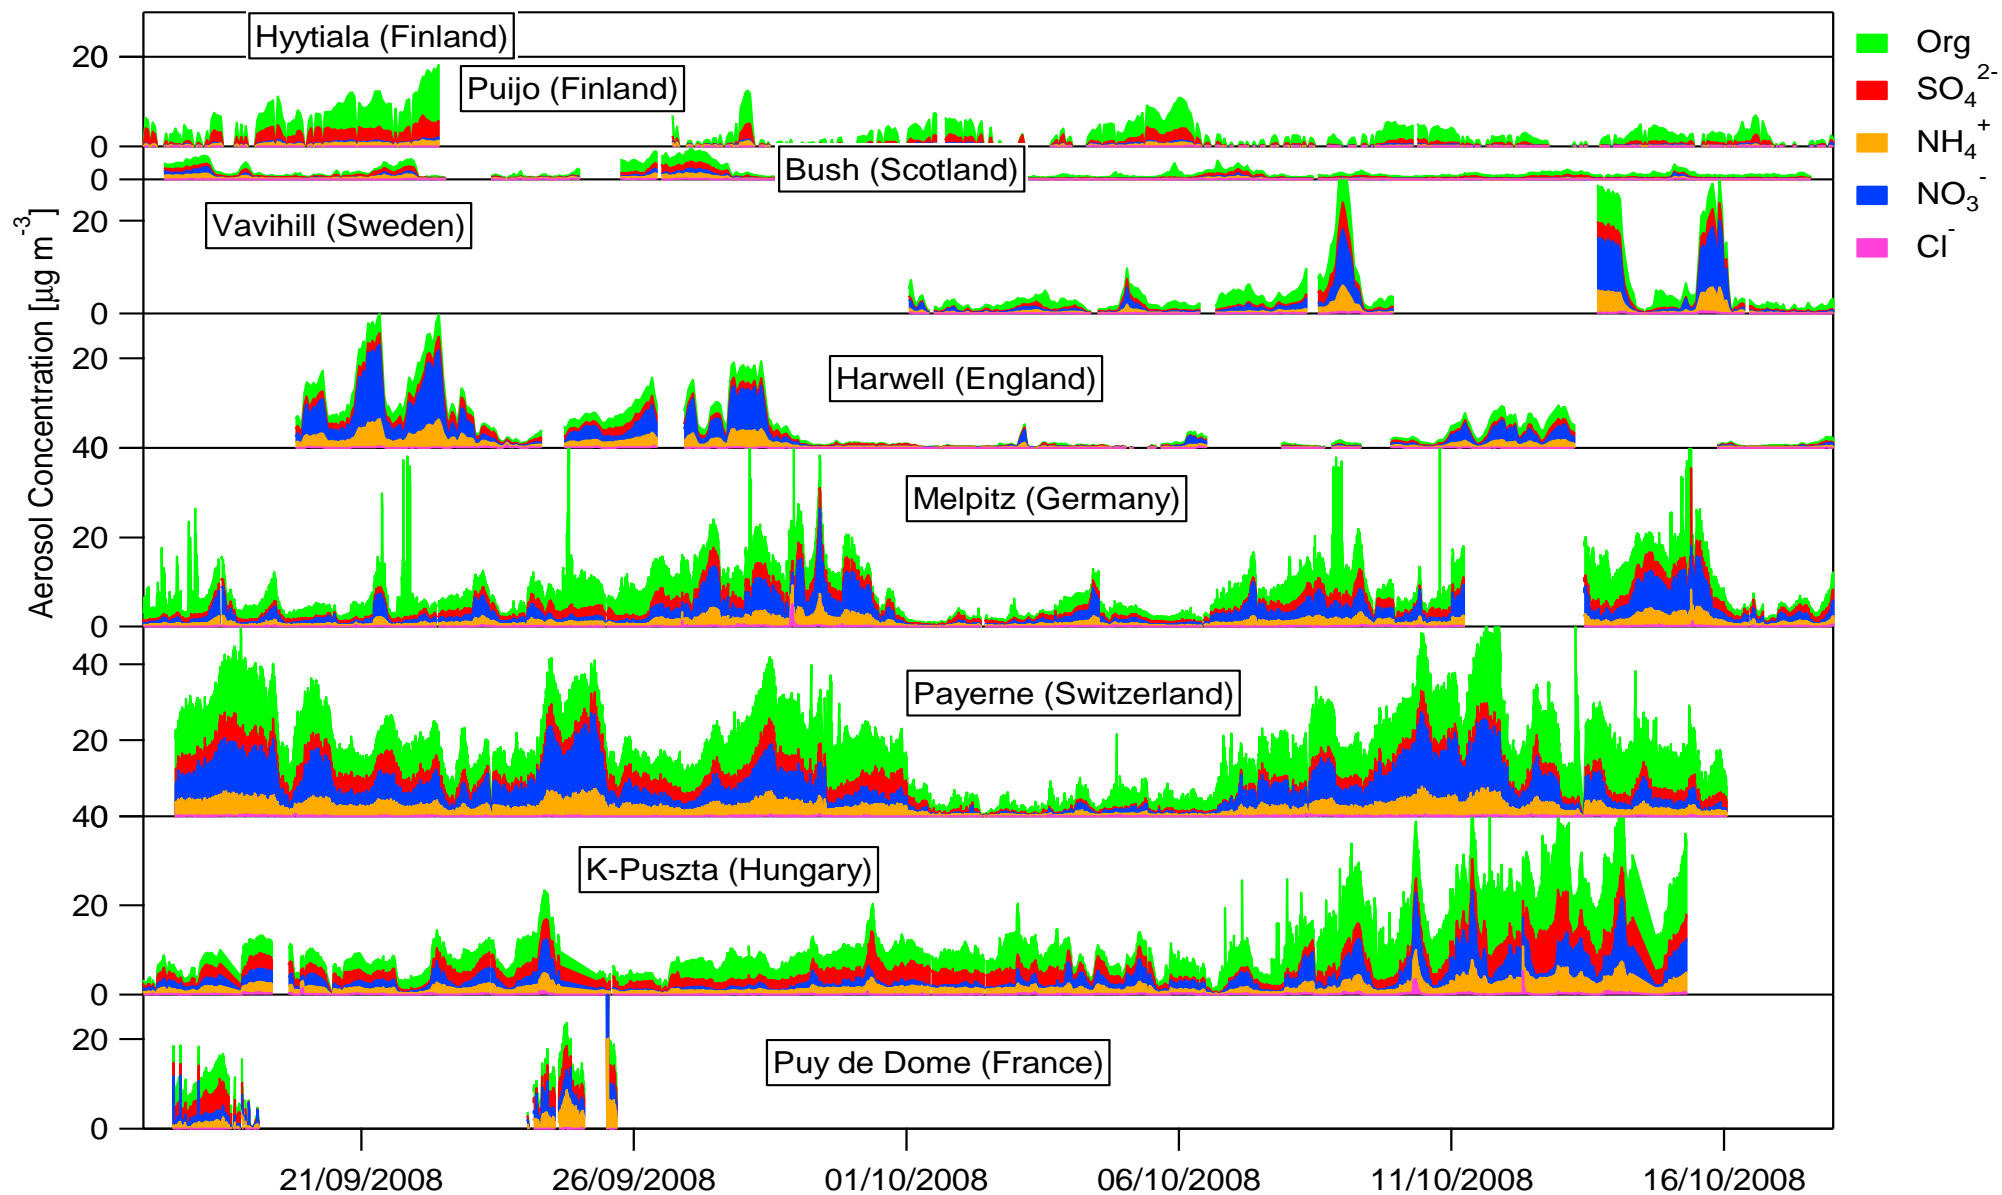 Hyytiala (Finland)
Org
20
Puijo (Finland)
SO4 2-
NH4 +
0
Bush (Scotland)
0
NO3 -
20
Vavihill (Sweden)
Cl-
0
20
Harwell (England)
Aerosol Concentration [µg m-3]
40
Melpitz (Germany)
20
0
40
Payerne (Switzerland)
20
40
K-Puszta (Hungary)
20
0
20
Puy de Dome (France)
0
21/09/2008 26/09/2008 01/10/2008 06/10/2008 11/10/2008 16/10/2008